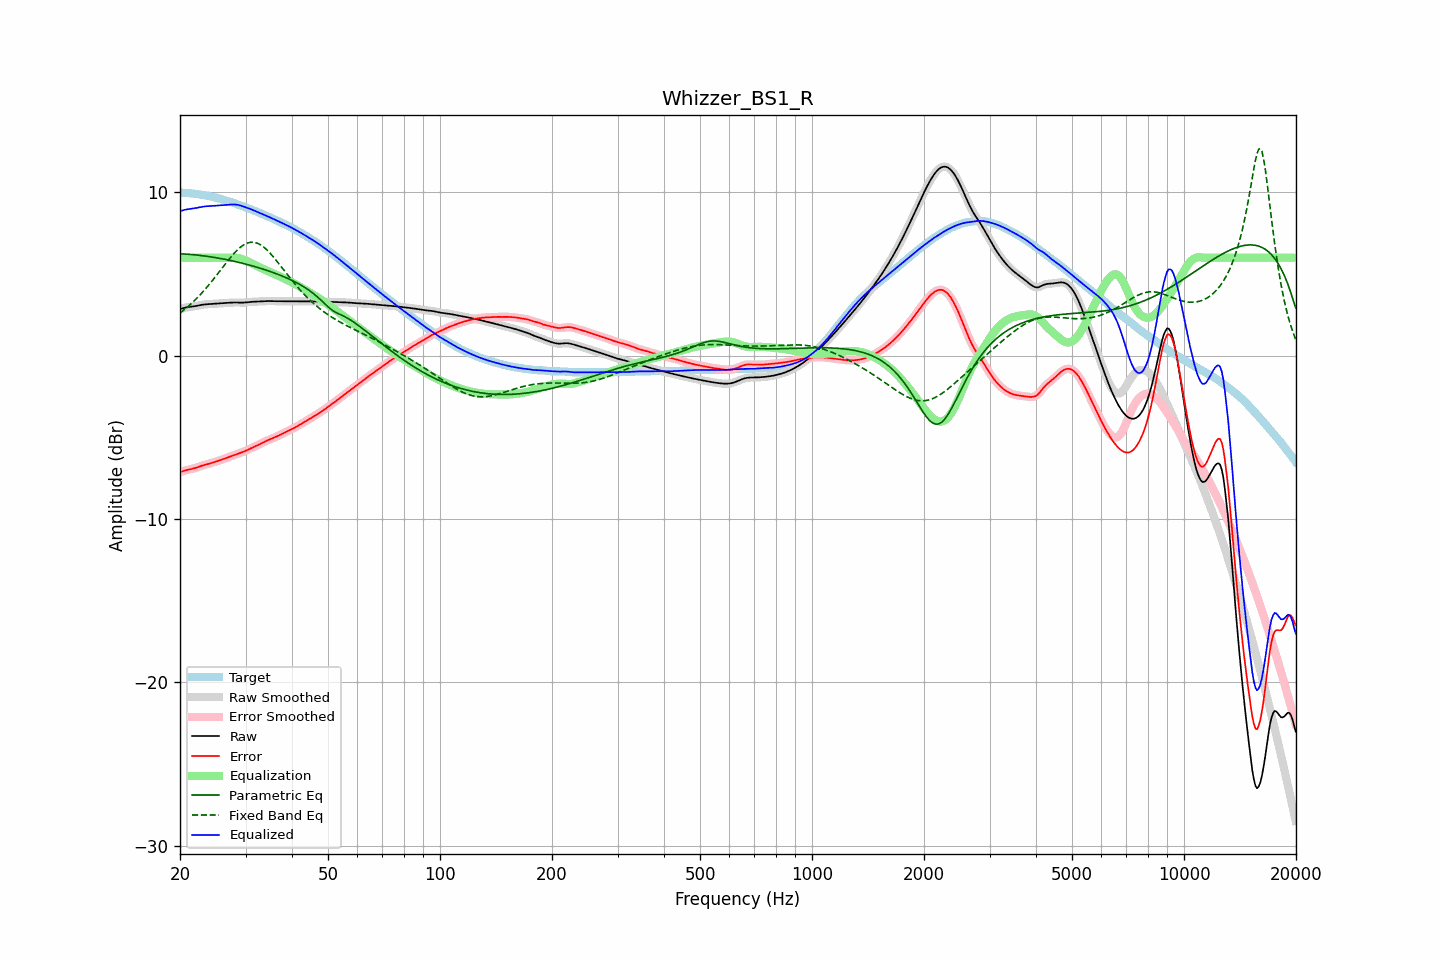 Whizzer_BS1_R
Amplitude (dBr)
10
0
−10
−20
−30
Target
Raw Smoothed
Error Smoothed
Raw
Error
Equalization
Parametric Eq
Fixed Band Eq
Equalized
20 50 100 200 500 1000 2000 5000 10000 20000
Frequency (Hz)